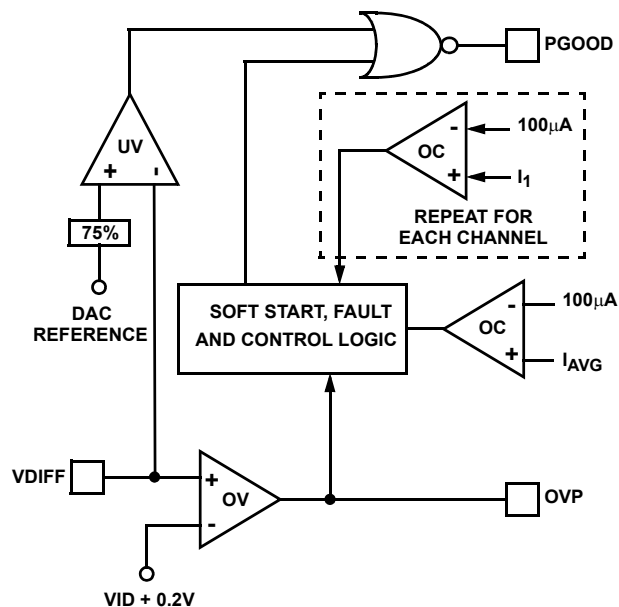 PGOOD
UV
+ -
75%
DAC
REFERENCE
- 100μA
OC
+ I1
REPEAT FOR
EACH CHANNEL
SOFT START, FAULT
AND CONTROL LOGIC
- 100μA
OC
+ IAVG
VDIFF
+
OV
-
OVP
VID + 0.2V